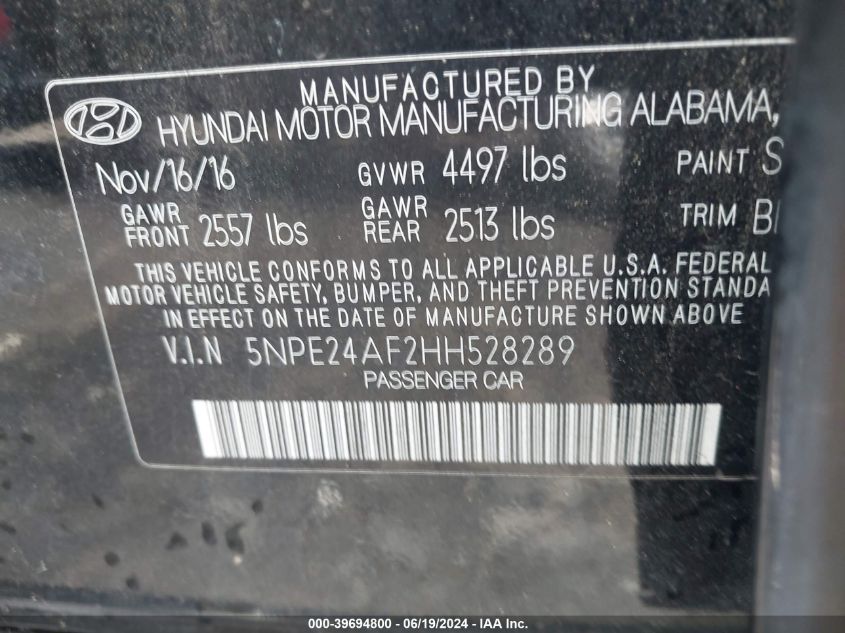 MANUFACTURED BY
HYUNDAI MOTOR MANUFACTURING ALABAMA,
Nov/16/16 GVWR 4497 lbs PAINT S
GAWR FRONT 2557 lbs GAWR REAR 2513 lbs TRIM
THIS VEHICLE CONFORMS TO ALL APPLICABLE U.S.A. FEDERAL
MOTOR VEHICLE SAFETY, BUMPER, AND THEFT PREVENTION STANDA
IN EFFECT ON THE DATE OF MANUFACTURE SHOWN ABOVE
V.I.N 5NPE24AF2HH528289
PASSENGER CAR
000-39694800 - 06/19/2024 - IAAI Inc.